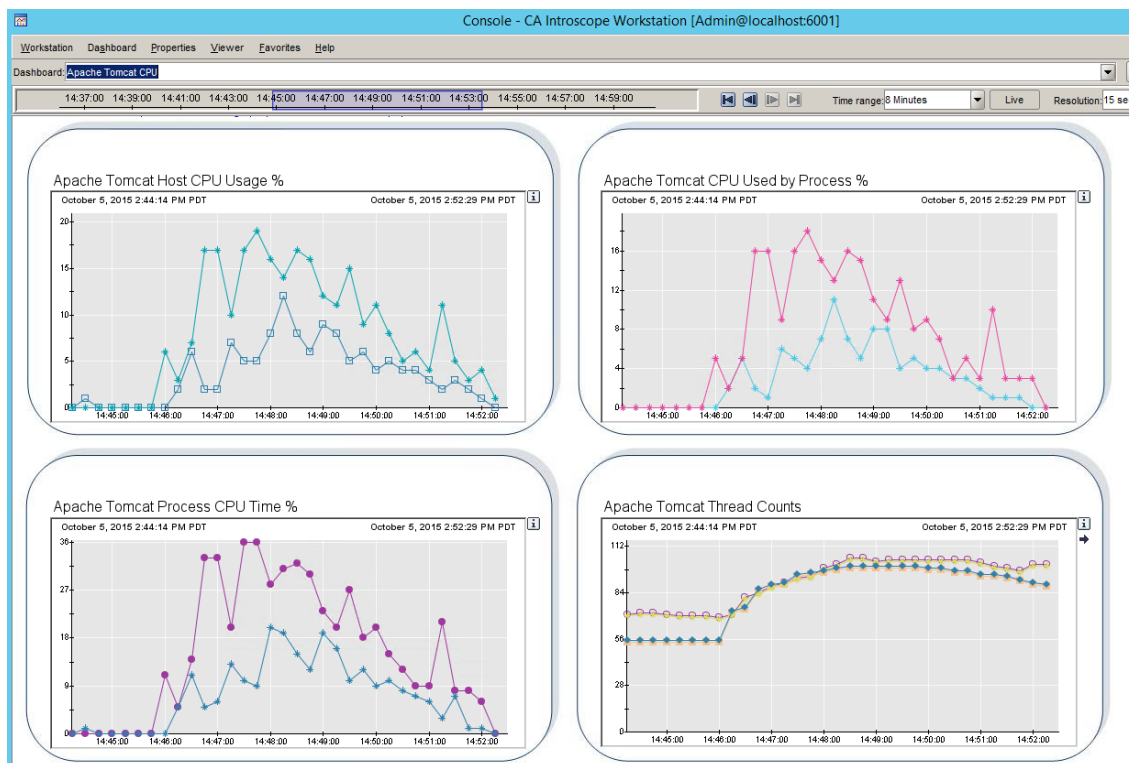 Console - CA Introscope Workstation [Admin@localhost:6001]
Workstation Dashboard Properties Viewer Favorites Help
Dashboard: Apache Tomcat CPU
14:37:00 14:39:00 14:41:00 14:43:00 14:45:00 14:47:00 14:49:00 14:51:00 14:53:00 14:55:00 14:57:00 14:59:00 Time range: 8 Minutes Live Resolution: 15 se
Apache Tomcat Host CPU Usage %
October 5, 2015 2:44:14 PM PDT October 5, 2015 2:52:29 PM PDT
20
15
10
5
0
14:45:00 14:46:00 14:47:00 14:48:00 14:49:00 14:50:00 14:51:00 14:52:00
Apache Tomcat CPU Used by Process %
October 5, 2015 2:44:14 PM PDT October 5, 2015 2:52:29 PM PDT
16
12
8
4
0
14:45:00 14:46:00 14:47:00 14:48:00 14:49:00 14:50:00 14:51:00 14:52:00
Apache Tomcat Process CPU Time %
October 5, 2015 2:44:14 PM PDT October 5, 2015 2:52:29 PM PDT
36
27
18
9
0
14:45:00 14:46:00 14:47:00 14:48:00 14:49:00 14:50:00 14:51:00 14:52:00
Apache Tomcat Thread Counts
October 5, 2015 2:44:14 PM PDT October 5, 2015 2:52:29 PM PDT
112
84
56
28
0
14:45:00 14:46:00 14:47:00 14:48:00 14:49:00 14:50:00 14:51:00 14:52:00